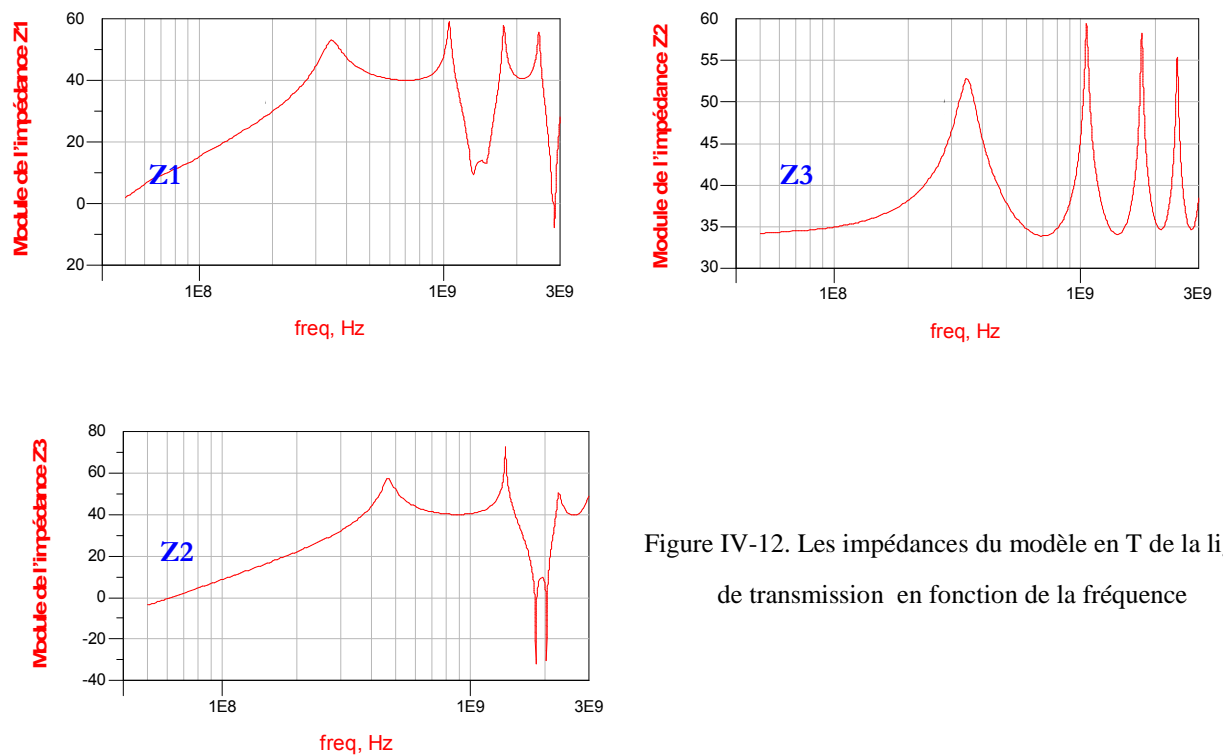 Module de l'impédance Z1
60
40
20
0
20
Z1
1E8
1E9
3E9
freq, Hz
Module de l'impédance Z2
60
55
50
45
40
35
30
Z3
1E8
1E9
3E9
freq, Hz
Module de l'impédance Z3
80
60
40
20
0
-20
-40
Z2
1E8
1E9
3E9
freq, Hz
Figure IV-12. Les impédances du modèle en T de la
de transmission en fonction de la fréquence